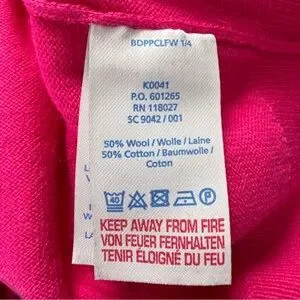 BDPPCLFW 1/4
K0041
P.O. 601265
RN 118027
SC 9042 / 001
50% Wool / Wolle / Laine
50% Cotton / Baumwolle /
Coton
40
P
KEEP AWAY FROM FIRE
VON FEUER FERNHALTEN
TENIR ÉLOIGNÉ DU FEU